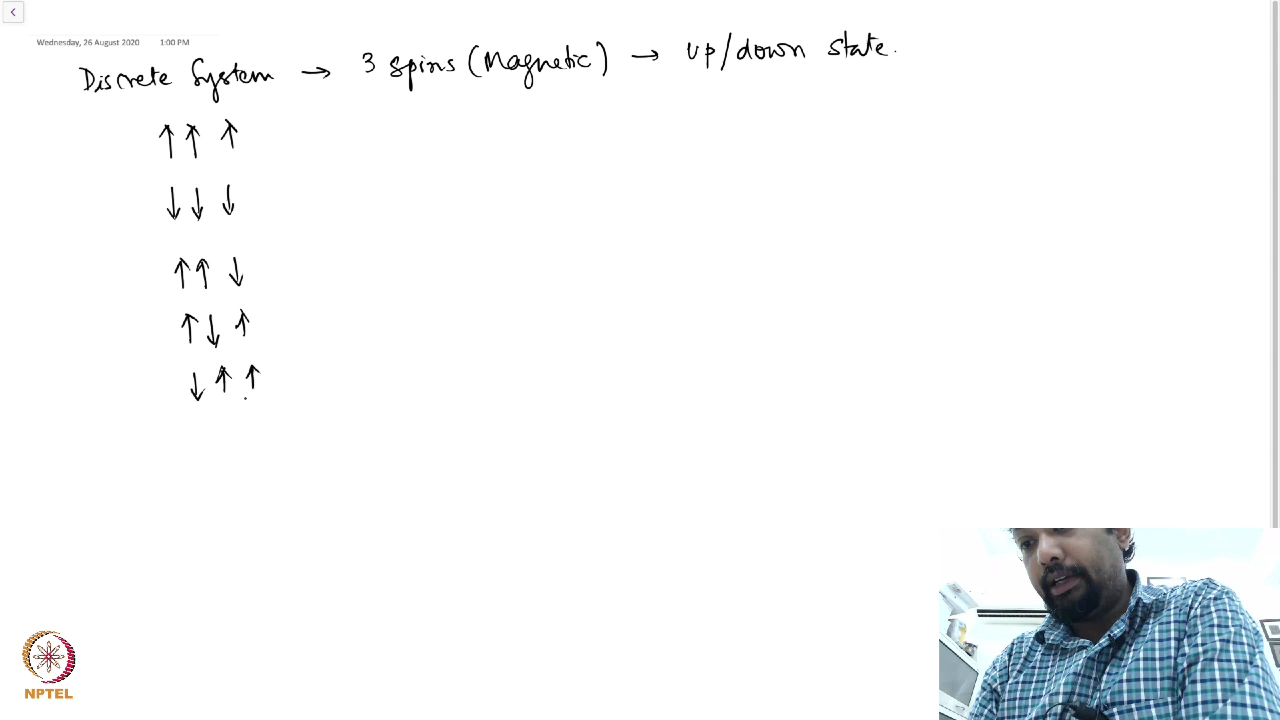 Wednesday, 26 August 2020 1:00 PM
Discrete System → 3 spins (Magnetic) → up/down state.
↑ ↑ ↑
↓ ↓ ↓
↑ ↑ ↓
↑ ↓ ↑
↓ ↑ ↑
NPTEL